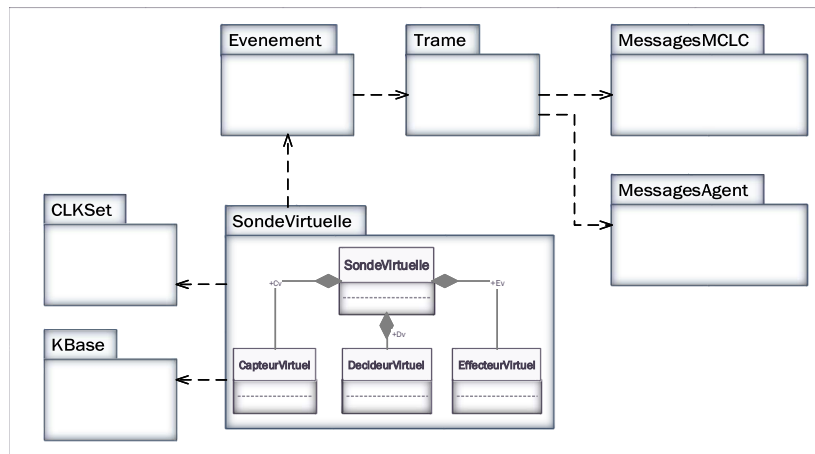 Evenement
Trame
MessagesMCLC
MessagesAgent
CLKSet
SondeVirtuelle
SondeVirtuelle
+Cv
+Ev
+Dv
KBase
CapteurVirtuel
DecideurVirtuel
EffecteurVirtuel